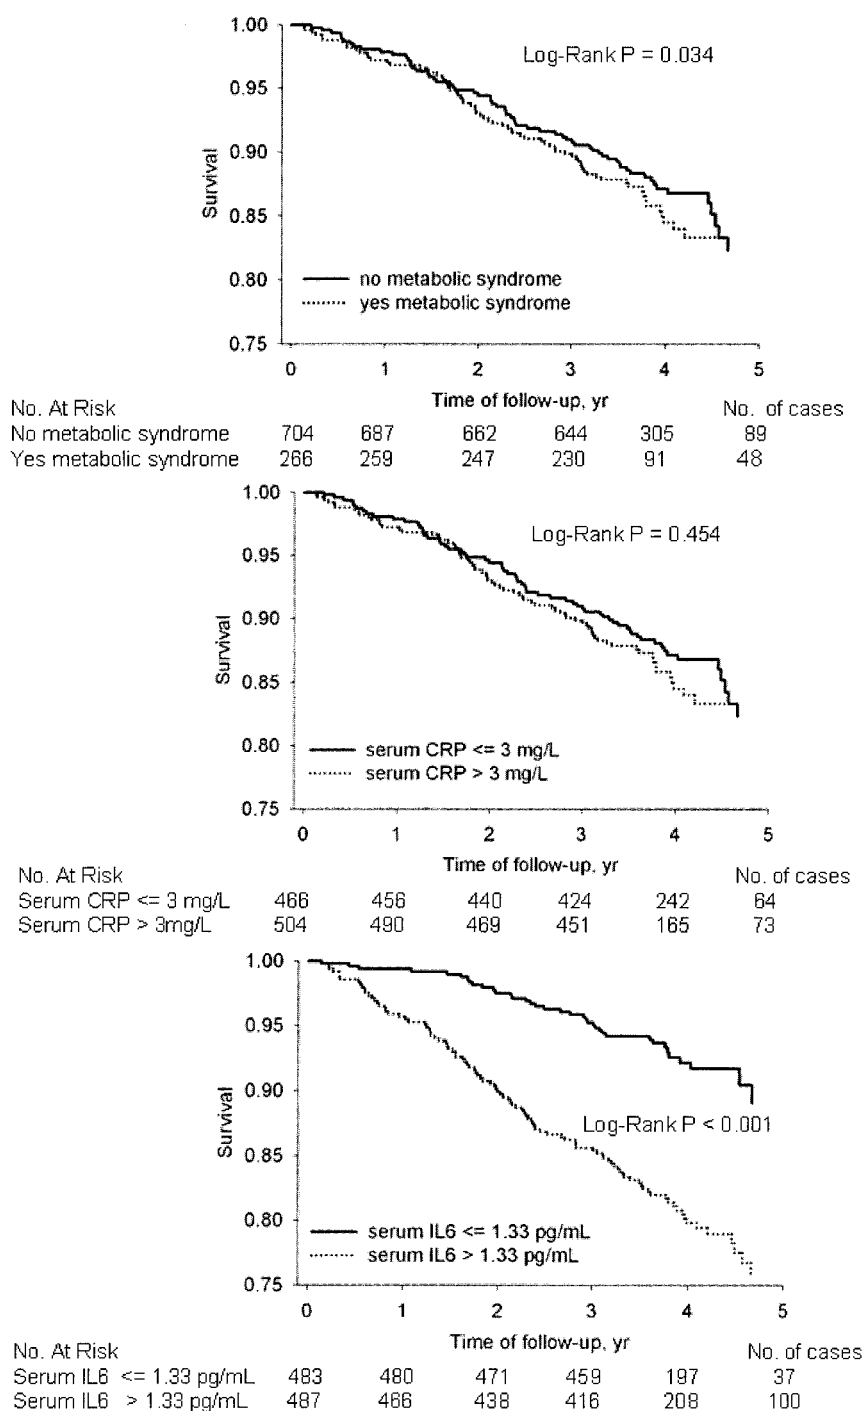 1.00
0.95
0.90
0.85
0.80
0.75
Survival
Log-Rank P = 0.034
no metabolic syndrome
yes metabolic syndrome
0 1 2 3 4 5
Time of follow-up, yr
No. At Risk No. of cases
No metabolic syndrome 704 687 662 644 305 89
Yes metabolic syndrome 266 259 247 230 91 48
1.00
0.95
0.90
0.85
0.80
0.75
Survival
Log-Rank P = 0.454
serum CRP <= 3 mg/L
serum CRP > 3 mg/L
0 1 2 3 4 5
Time of follow-up, yr
No. At Risk No. of cases
Serum CRP <= 3 mg/L 466 456 440 424 242 64
Serum CRP > 3mg/L 504 490 469 451 165 73
1.00
0.95
0.90
0.85
0.80
0.75
Survival
Log-Rank P < 0.001
serum IL6 <= 1.33 pg/mL
serum IL6 > 1.33 pg/mL
0 1 2 3 4 5
Time of follow-up, yr
No. At Risk No. of cases
Serum IL6 <= 1.33 pg/mL 483 480 471 459 197 37
Serum IL6 > 1.33 pg/mL 487 466 438 416 208 100